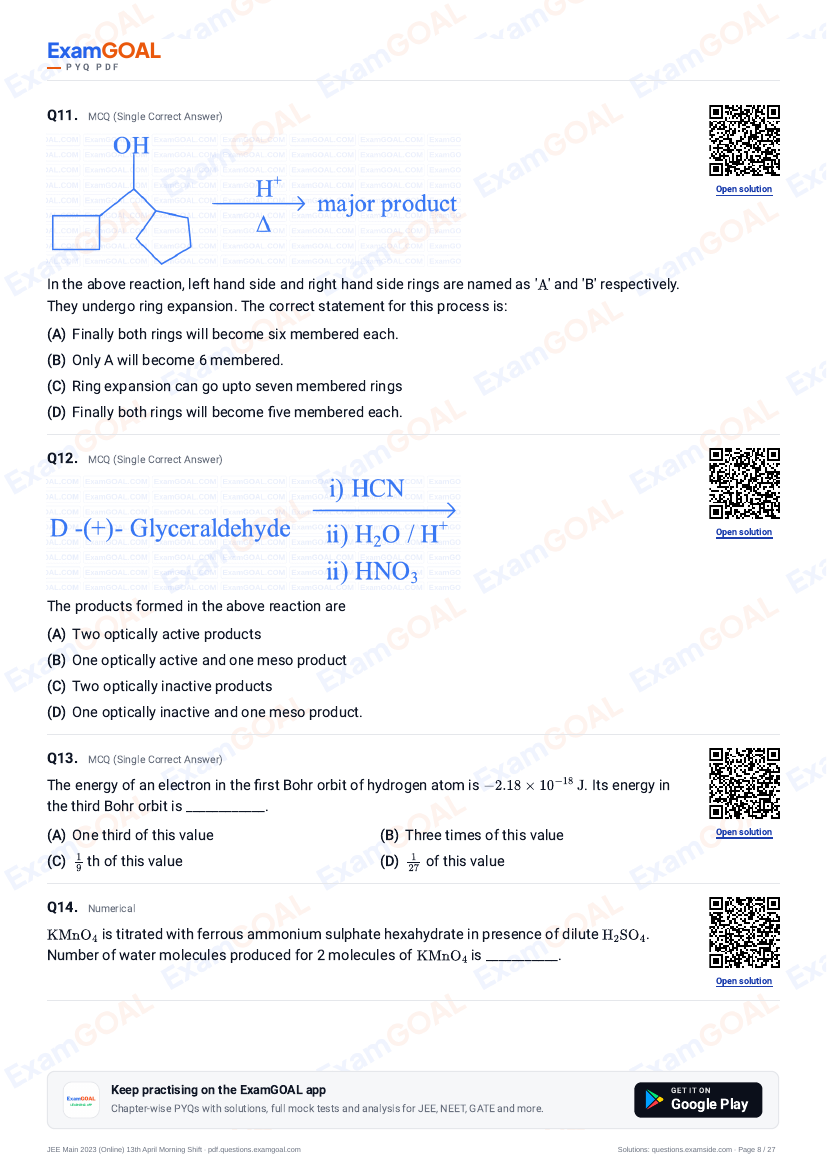 ExamGOAL
PYQ PDF
Q11. MCQ (Single Correct Answer)
OH
H⁺
Δ
major product
Open solution
In the above reaction, left hand side and right hand side rings are named as 'A' and 'B' respectively.
They undergo ring expansion. The correct statement for this process is:
(A) Finally both rings will become six membered each.
(B) Only A will become 6 membered.
(C) Ring expansion can go upto seven membered rings
(D) Finally both rings will become five membered each.
Q12. MCQ (Single Correct Answer)
D -(+)- Glyceraldehyde
i) HCN
ii) H₂O / H⁺
ii) HNO₃
Open solution
The products formed in the above reaction are
(A) Two optically active products
(B) One optically active and one meso product
(C) Two optically inactive products
(D) One optically inactive and one meso product.
Q13. MCQ (Single Correct Answer)
The energy of an electron in the first Bohr orbit of hydrogen atom is −2.18 × 10⁻¹⁸ J. Its energy in
the third Bohr orbit is ____________.
Open solution
(A) One third of this value (B) Three times of this value
(C) 1/9 th of this value (D) 1/27 of this value
Q14. Numerical
KMnO₄ is titrated with ferrous ammonium sulphate hexahydrate in presence of dilute H₂SO₄.
Number of water molecules produced for 2 molecules of KMnO₄ is ___________.
Open solution
ExamGOAL
Keep practising on the ExamGOAL app
Chapter-wise PYQs with solutions, full mock tests and analysis for JEE, NEET, GATE and more.
GET IT ON
Google Play
JEE Main 2023 (Online) 13th April Morning Shift · pdf.questions.examgoal.com
Solutions: questions.examside.com · Page 8 / 27